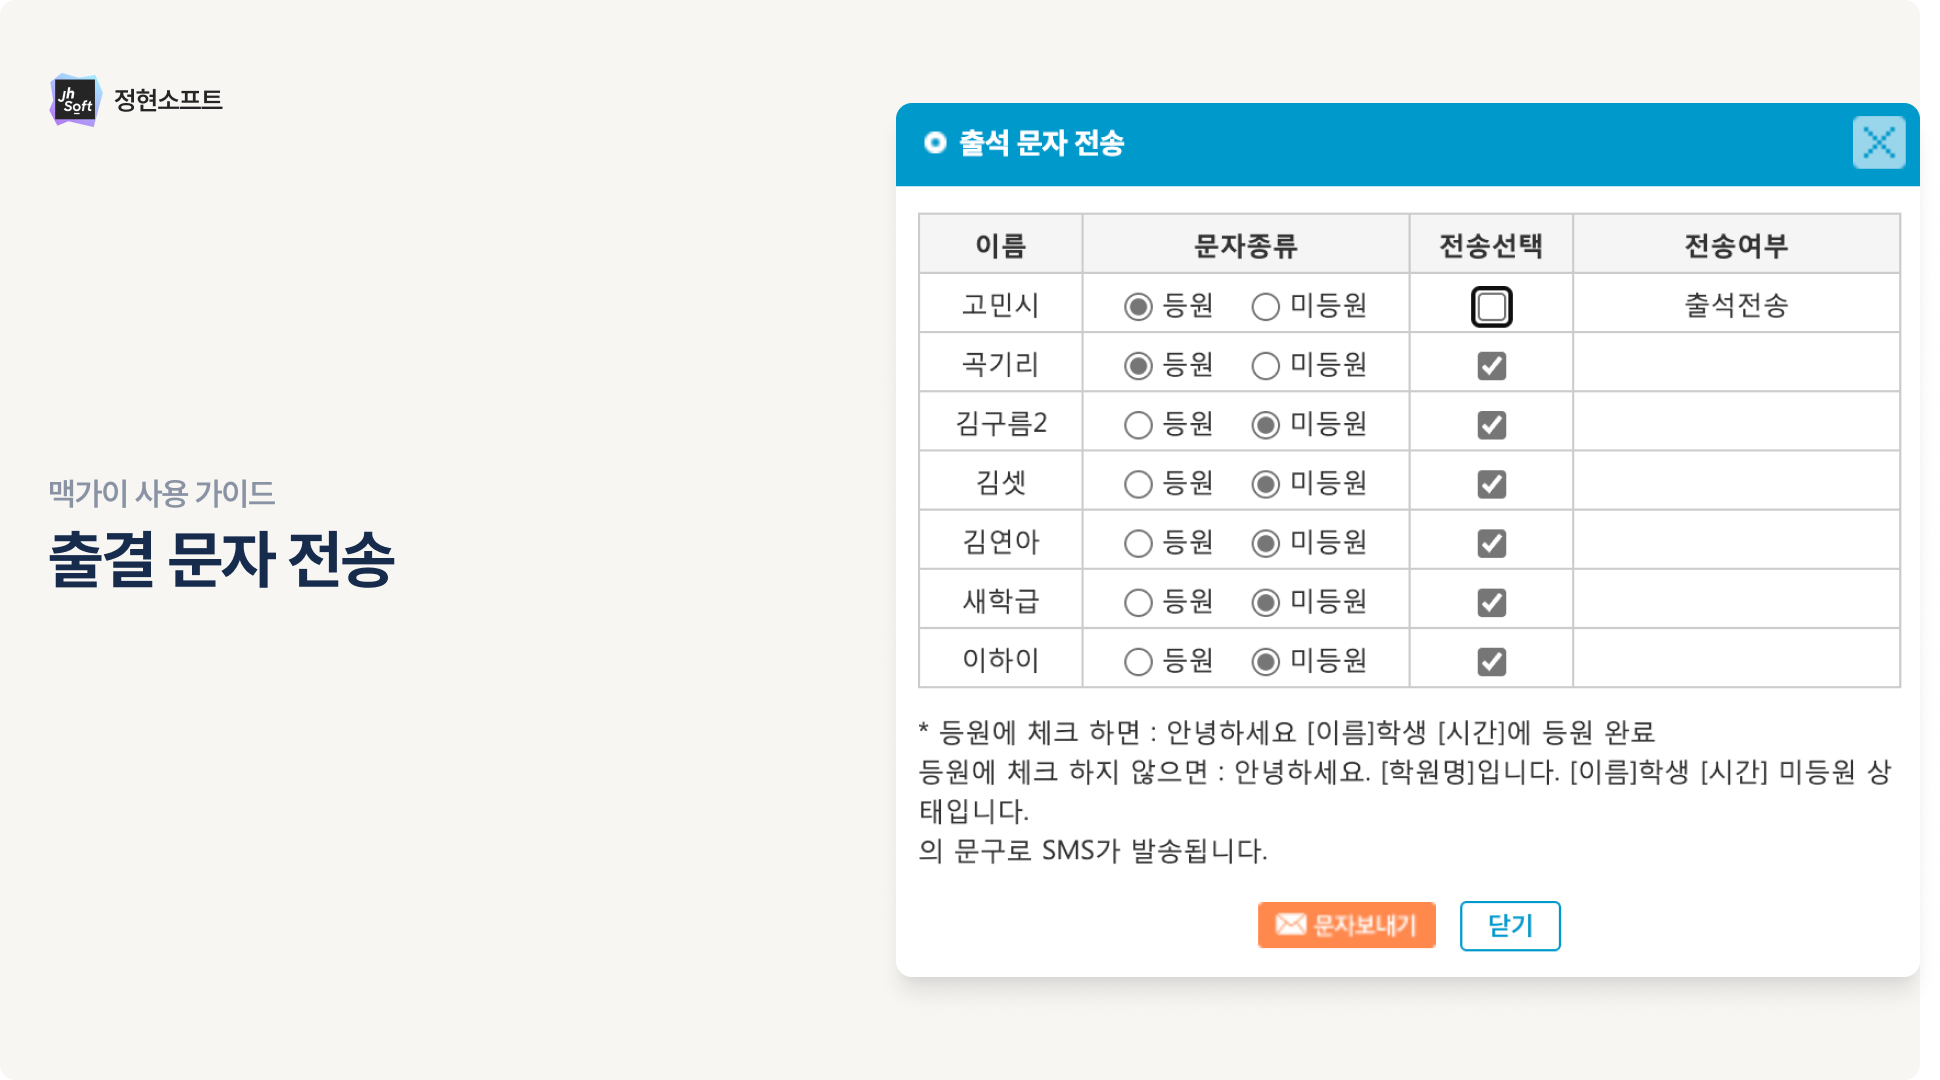 jh
Soft
정현소프트
맥가이 사용 가이드
출결 문자 전송
출석 문자 전송
이름 문자종류 전송선택 전송여부
고민시 등원 미등원 출석전송
곡기리 등원 미등원
김구름2 등원 미등원
김셋 등원 미등원
김연아 등원 미등원
새학급 등원 미등원
이하이 등원 미등원
* 등원에 체크 하면 : 안녕하세요 [이름]학생 [시간]에 등원 완료
등원에 체크 하지 않으면 : 안녕하세요. [학원명]입니다. [이름]학생 [시간] 미등원 상
태입니다.
의 문구로 SMS가 발송됩니다.
문자보내기 닫기